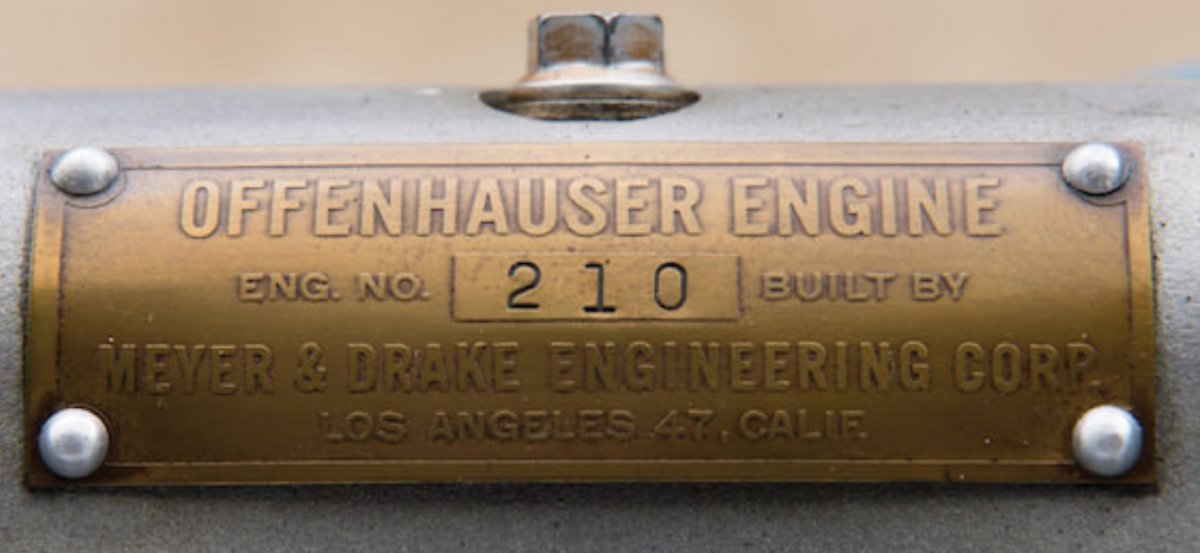 OFFENHAUSER ENGINE
ENG. NO. 210 BUILT BY
MEYER & DRAKE ENGINEERING CORP.
LOS ANGELES 47, CALIF.